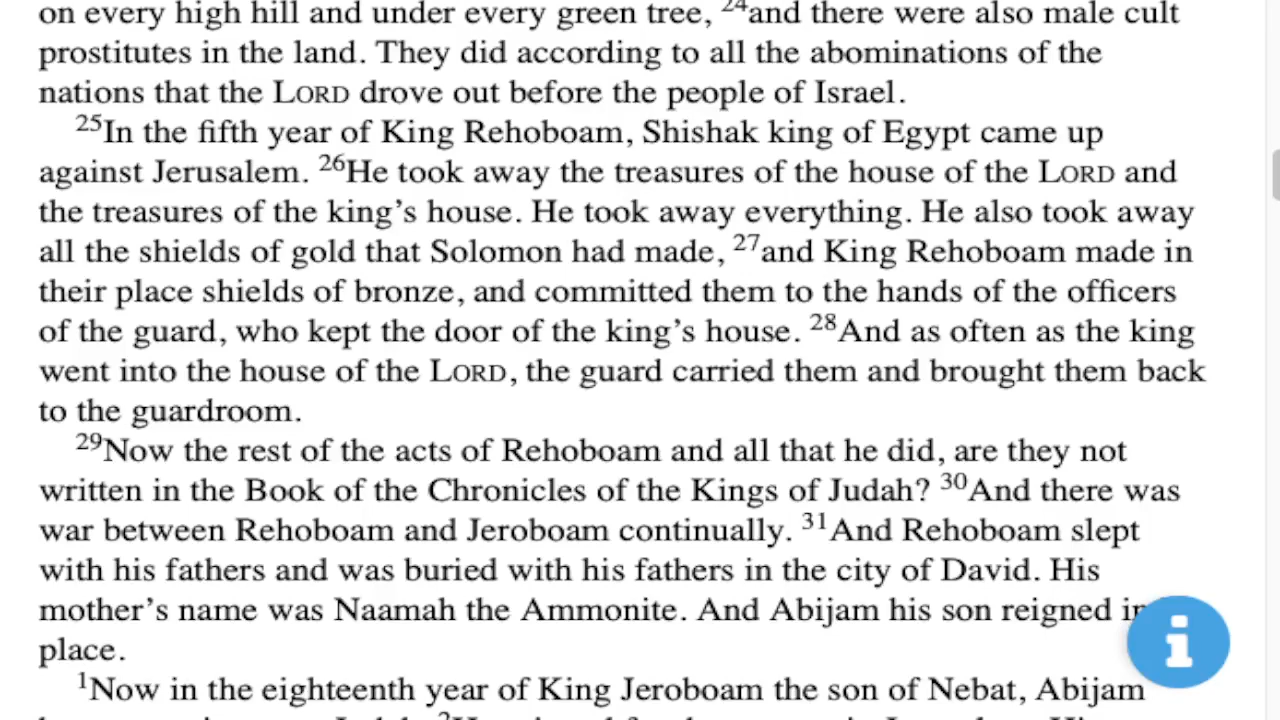 on every high hill and under every green tree, ²⁴and there were also male cult
prostitutes in the land. They did according to all the abominations of the
nations that the LORD drove out before the people of Israel.
²⁵In the fifth year of King Rehoboam, Shishak king of Egypt came up
against Jerusalem. ²⁶He took away the treasures of the house of the LORD and
the treasures of the king’s house. He took away everything. He also took away
all the shields of gold that Solomon had made, ²⁷and King Rehoboam made in
their place shields of bronze, and committed them to the hands of the officers
of the guard, who kept the door of the king’s house. ²⁸And as often as the king
went into the house of the LORD, the guard carried them and brought them back
to the guardroom.
²⁹Now the rest of the acts of Rehoboam and all that he did, are they not
written in the Book of the Chronicles of the Kings of Judah? ³⁰And there was
war between Rehoboam and Jeroboam continually. ³¹And Rehoboam slept
with his fathers and was buried with his fathers in the city of David. His
mother’s name was Naamah the Ammonite. And Abijam his son reigned in
place.
¹Now in the eighteenth year of King Jeroboam the son of Nebat, Abijam